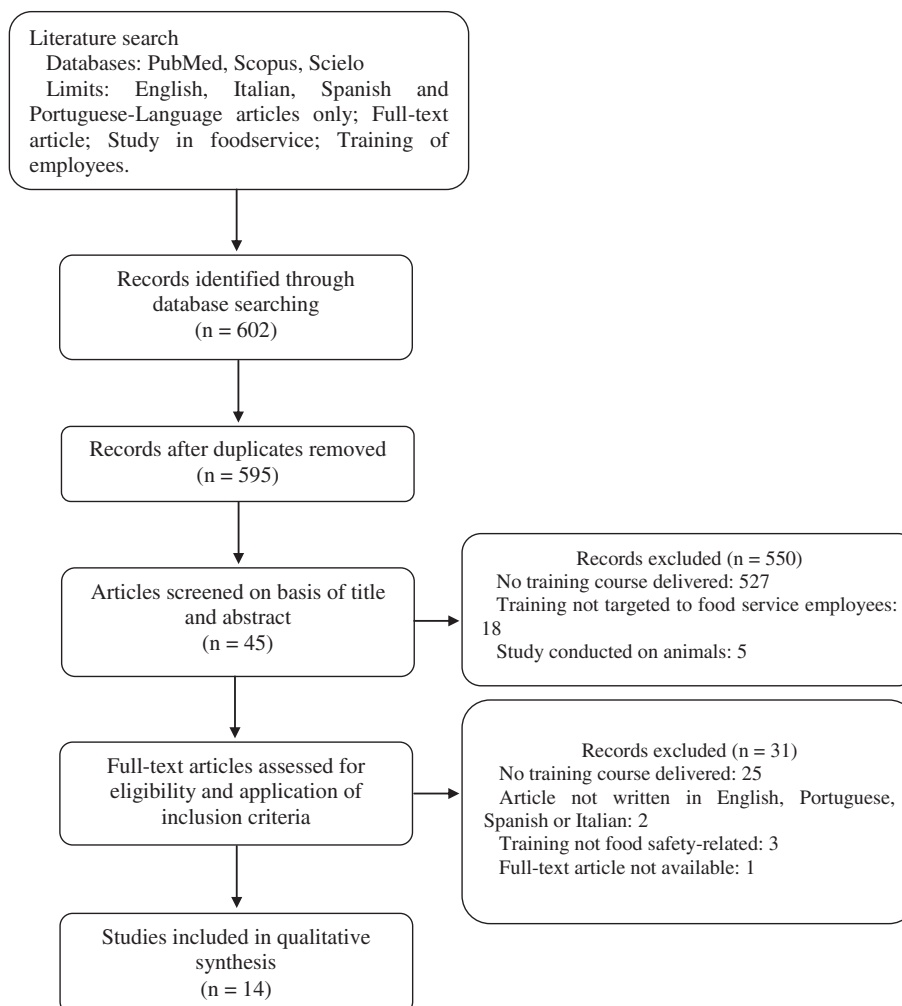 Literature search
Databases: PubMed, Scopus, Scielo
Limits: English, Italian, Spanish and
Portuguese-Language articles only; Full-text
article; Study in foodservice; Training of
employees.
Records identified through
database searching
(n = 602)
Records after duplicates removed
(n = 595)
Articles screened on basis of title
and abstract
(n = 45)
Records excluded (n = 550)
No training course delivered: 527
Training not targeted to food service employees:
18
Study conducted on animals: 5
Full-text articles assessed for
eligibility and application of
inclusion criteria
Records excluded (n = 31)
No training course delivered: 25
Article not written in English, Portuguese,
Spanish or Italian: 2
Training not food safety-related: 3
Full-text article not available: 1
Studies included in qualitative
synthesis
(n = 14)